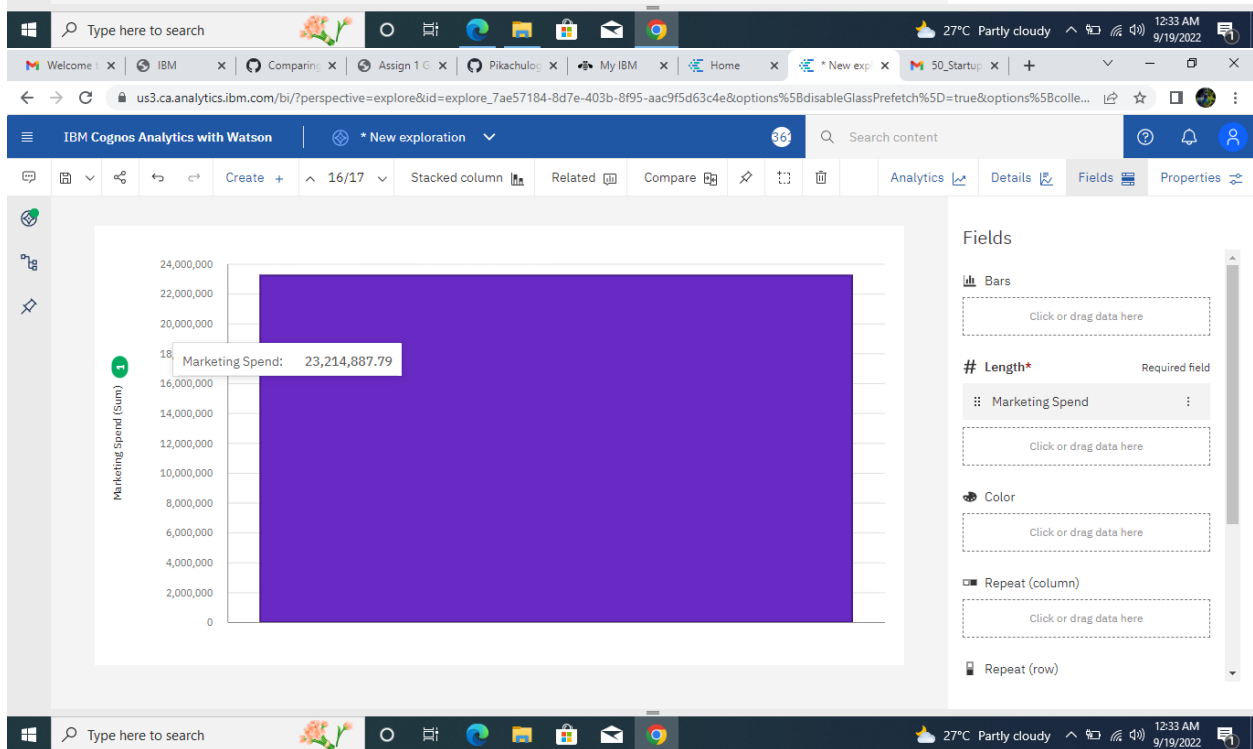 Type here to search
27°C Partly cloudy
12:33 AM
9/19/2022
1
Welcome t
IBM
Comparing
Assign 1 G
Pikachulog
My IBM
Home
* New expl
50_Startup
us3.ca.analytics.ibm.com/bi/?perspective=explore&id=explore_7ae57184-8d7e-403b-8f95-aac9f5d63c4e&options%5BdisableGlassPrefetch%5D=true&options%5Bcolle...
IBM Cognos Analytics with Watson
* New exploration
Search content
Create +
16/17
Stacked column
Related
Compare
Analytics
Details
Fields
Properties
Fields
Bars
Click or drag data here
# Length*
Required field
Marketing Spend
Click or drag data here
Color
Click or drag data here
Repeat (column)
Click or drag data here
Repeat (row)
24,000,000
22,000,000
20,000,000
18
Marketing Spend: 23,214,887.79
16,000,000
14,000,000
12,000,000
10,000,000
8,000,000
6,000,000
4,000,000
2,000,000
0
Marketing Spend (Sum)
1
Type here to search
27°C Partly cloudy
12:33 AM
9/19/2022
1